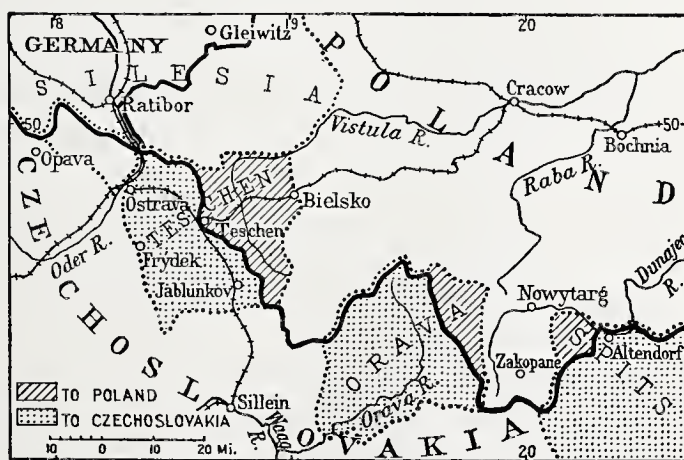 18
19
20
GERMANY
Gleiwitz
POLAND
SILESIA
Ratibor
Cracow
50
Vistula R.
50
Bochnia
Opava
Raba R.
CZECHOSLOVAKIA
Ostrava
TESCHEN
Bielsko
Teschen
Oder R.
Frydek
Dunajec R.
Jablunkov
Nowytarg
ORAVA
SPITS
Altendorf
Zakopane
TO POLAND
Sillein
Orava R.
TO CZECHOSLOVAKIA
Waag R.
10 0 10 20 Mi.
20